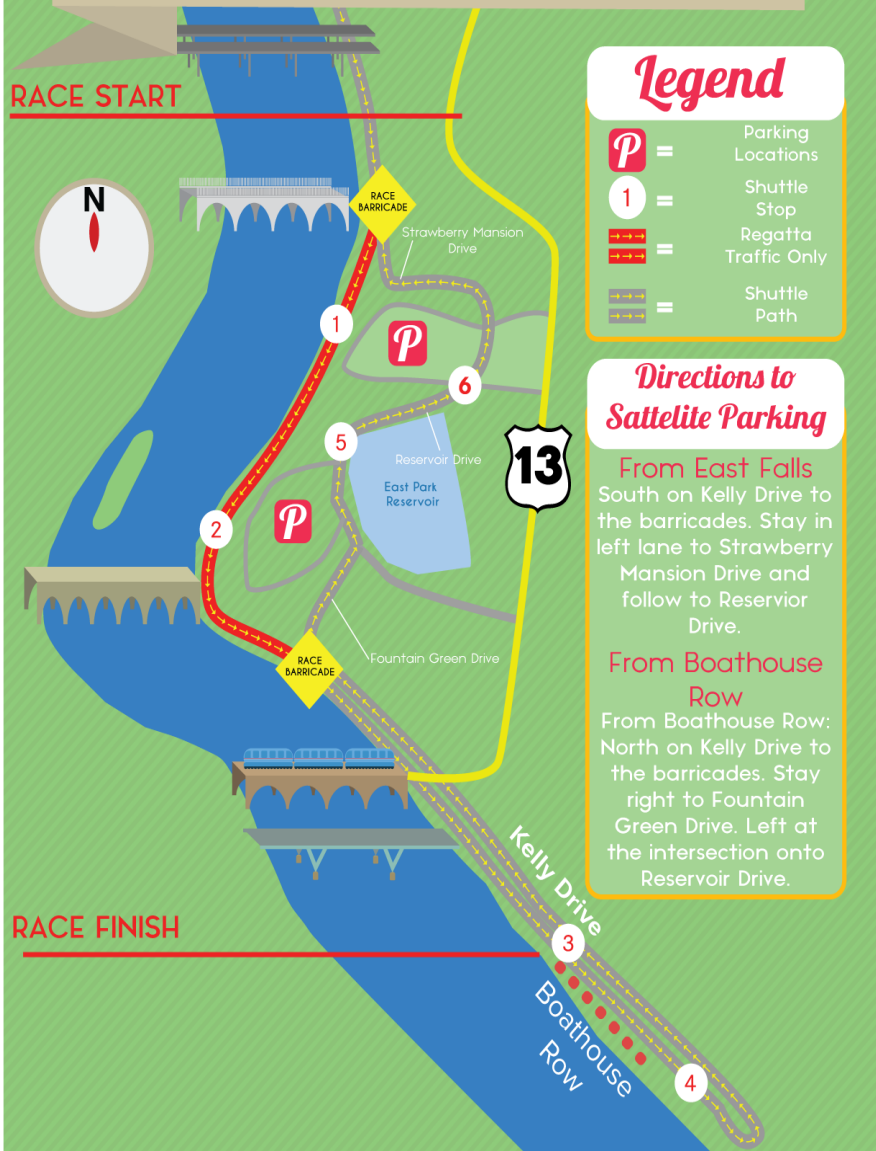 RACE START
N
RACE
BARRICADE
Strawberry Mansion
Drive
1
P
6
5
Reservoir Drive
East Park
Reservoir
13
P
2
RACE
BARRICADE
Fountain Green Drive
Kelly Drive
RACE FINISH
3
Boathouse
Row
4
Legend
P =
Parking
Locations
1 =
Shuttle
Stop
=
Regatta
Traffic Only
=
Shuttle
Path
Directions to
Sattelite Parking
From East Falls
South on Kelly Drive to
the barricades. Stay in
left lane to Strawberry
Mansion Drive and
follow to Reservior
Drive.
From Boathouse
Row
From Boathouse Row:
North on Kelly Drive to
the barricades. Stay
right to Fountain
Green Drive. Left at
the intersection onto
Reservoir Drive.